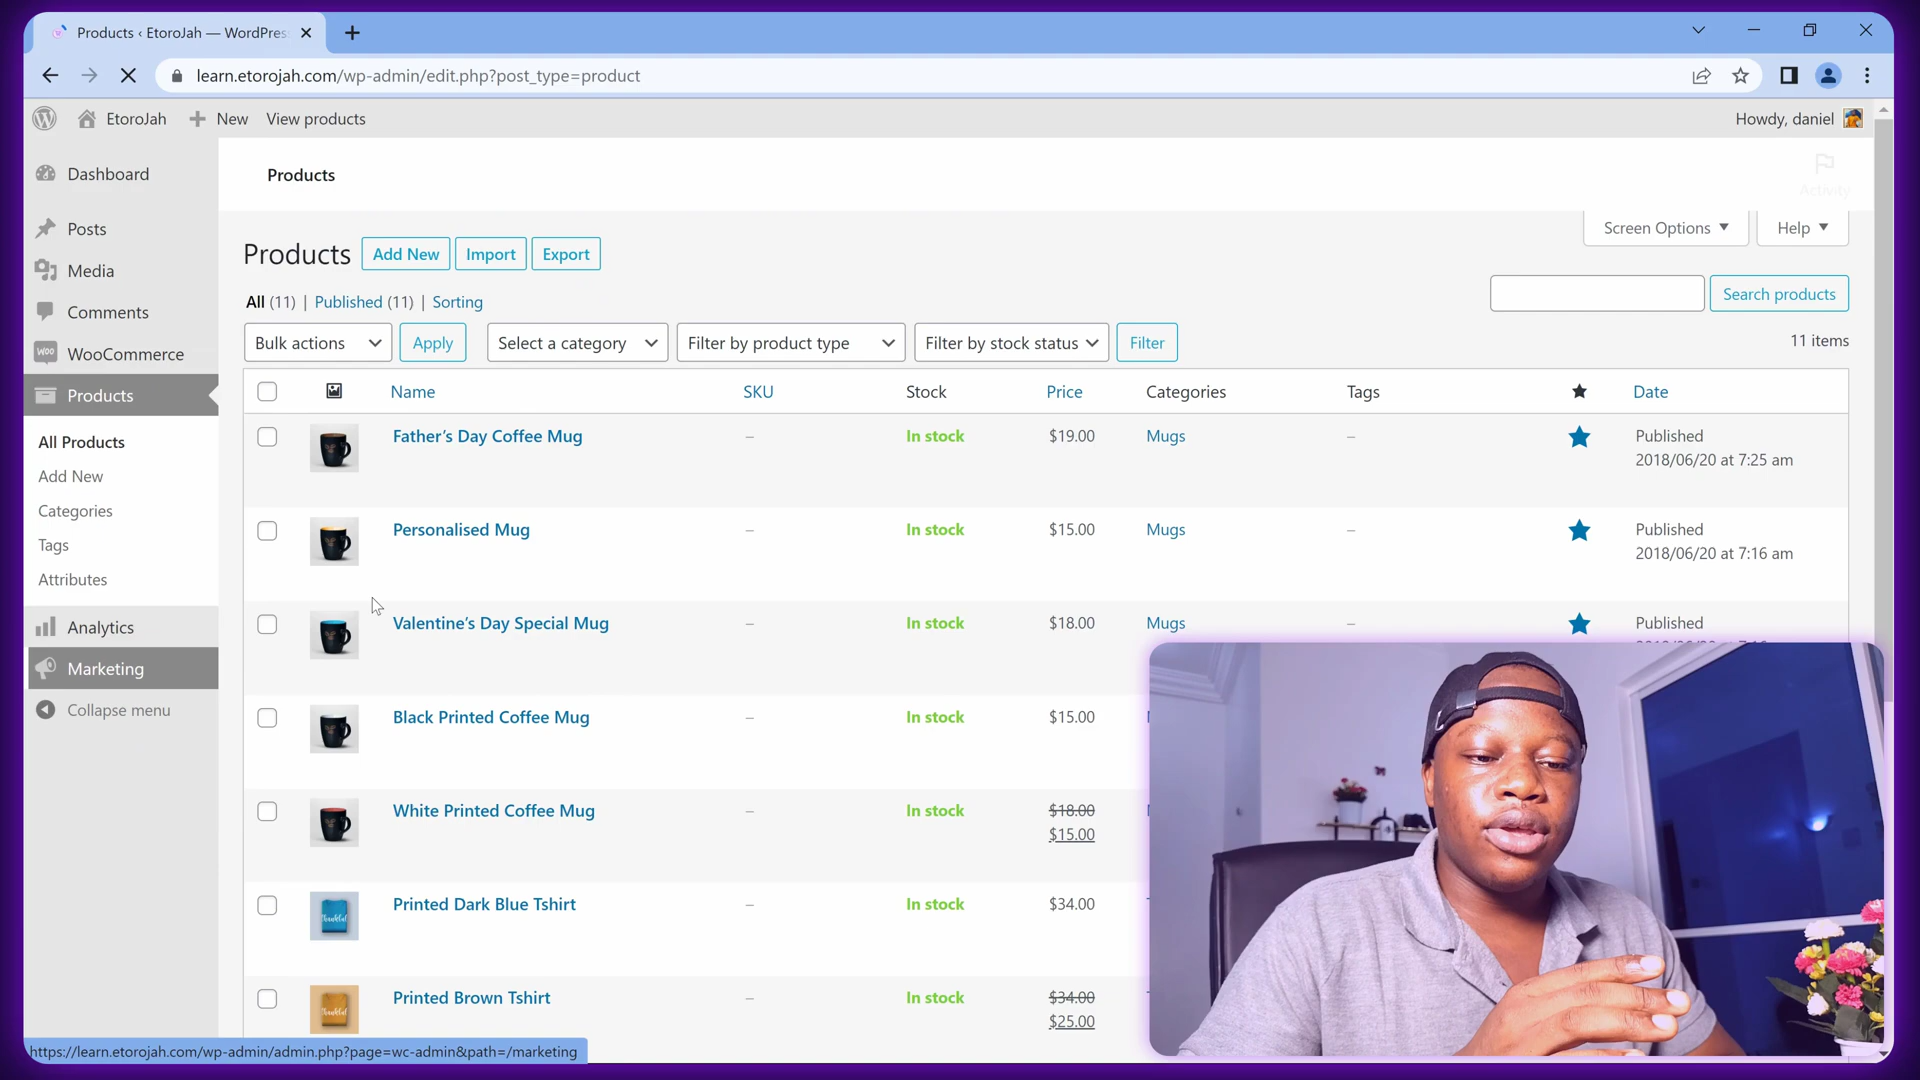 Products ‹ EtoroJah — WordPres
learn.etorojah.com/wp-admin/edit.php?post_type=product
EtoroJah New View products Howdy, daniel
Dashboard
Posts
Media
Comments
WooCommerce
Products
All Products
Add New
Categories
Tags
Attributes
Analytics
Marketing
Collapse menu
Products
Activity
Screen Options Help
Products Add New Import Export
All (11) | Published (11) | Sorting
Search products
Bulk actions Apply Select a category Filter by product type Filter by stock status Filter
11 items
Name SKU Stock Price Categories Tags Date
Father’s Day Coffee Mug – In stock $19.00 Mugs – Published
2018/06/20 at 7:25 am
Personalised Mug – In stock $15.00 Mugs – Published
2018/06/20 at 7:16 am
Valentine’s Day Special Mug – In stock $18.00 Mugs – Published
Black Printed Coffee Mug – In stock $15.00
White Printed Coffee Mug – In stock $18.00
$15.00
Printed Dark Blue Tshirt – In stock $34.00
Printed Brown Tshirt – In stock $34.00
$25.00
https://learn.etorojah.com/wp-admin/admin.php?page=wc-admin&path=/marketing